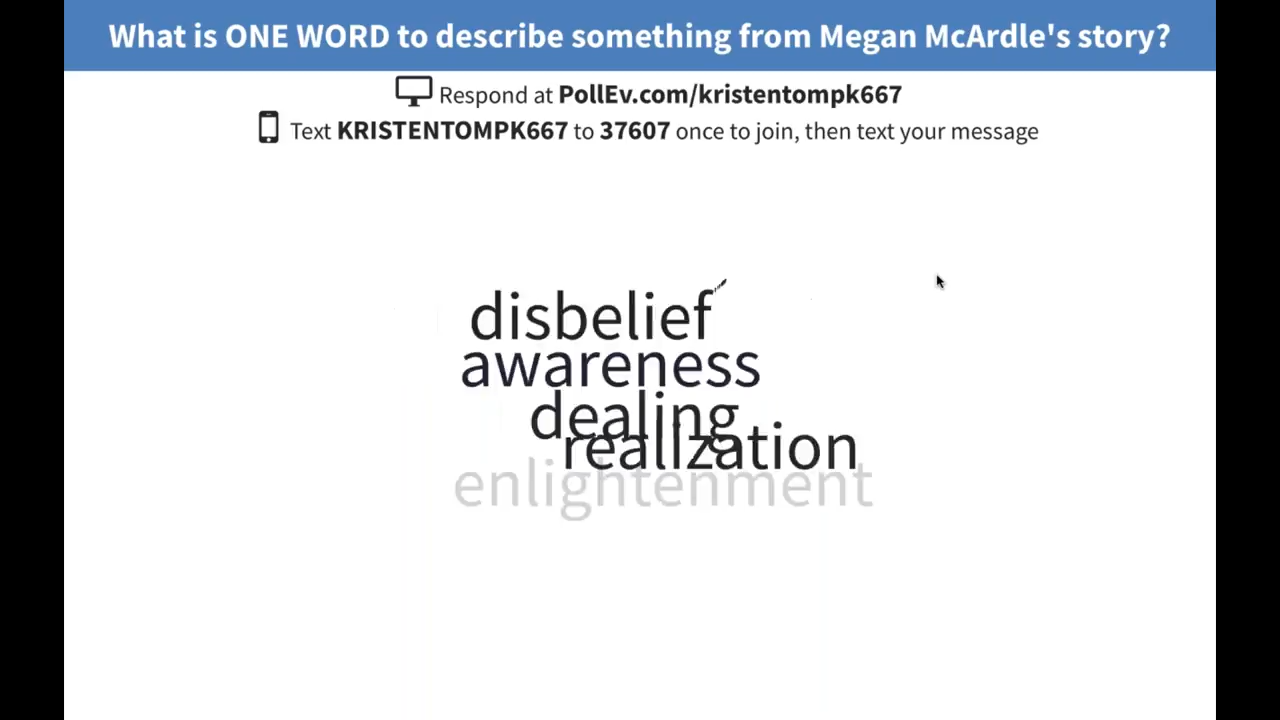 What is ONE WORD to describe something from Megan McArdle's story?
Respond at PollEv.com/kristentompk667
Text KRISTENTOMPK667 to 37607 once to join, then text your message
disbelief
awareness
dealing
realization
enlightenment